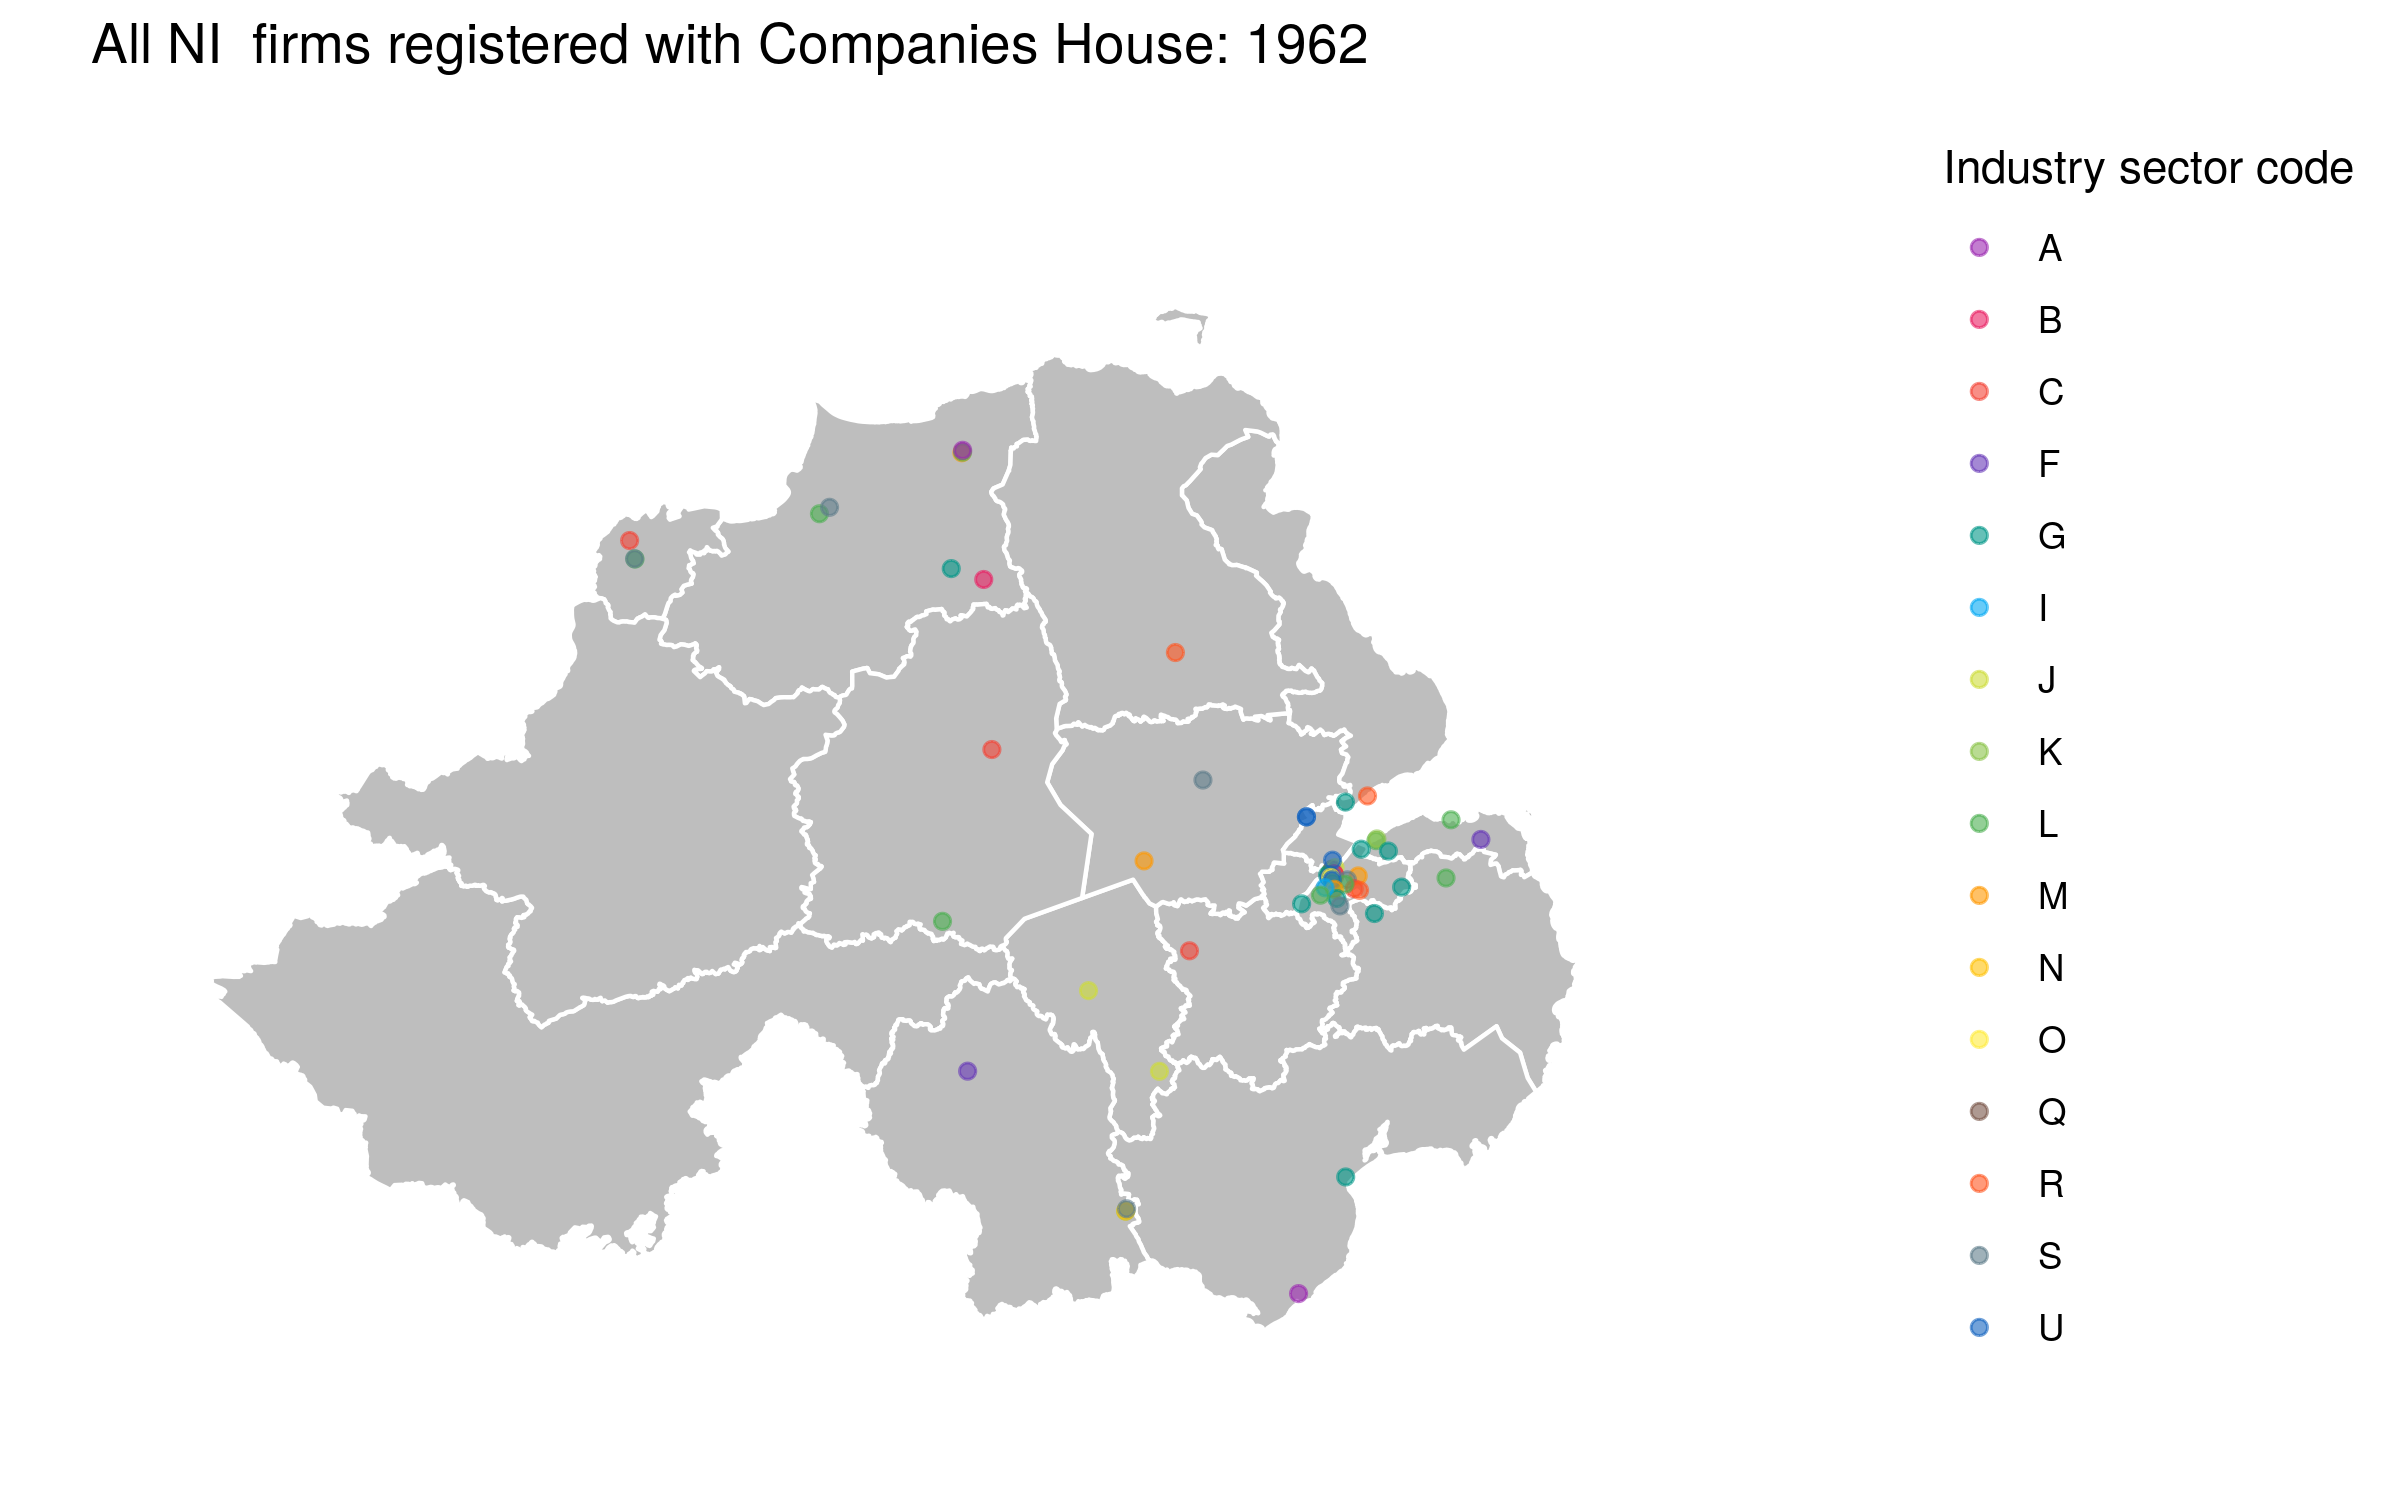 All NI  firms registered with Companies House: 1962
Industry sector code
A
B
C
F
G
I
J
K
L
M
N
O
Q
R
S
U